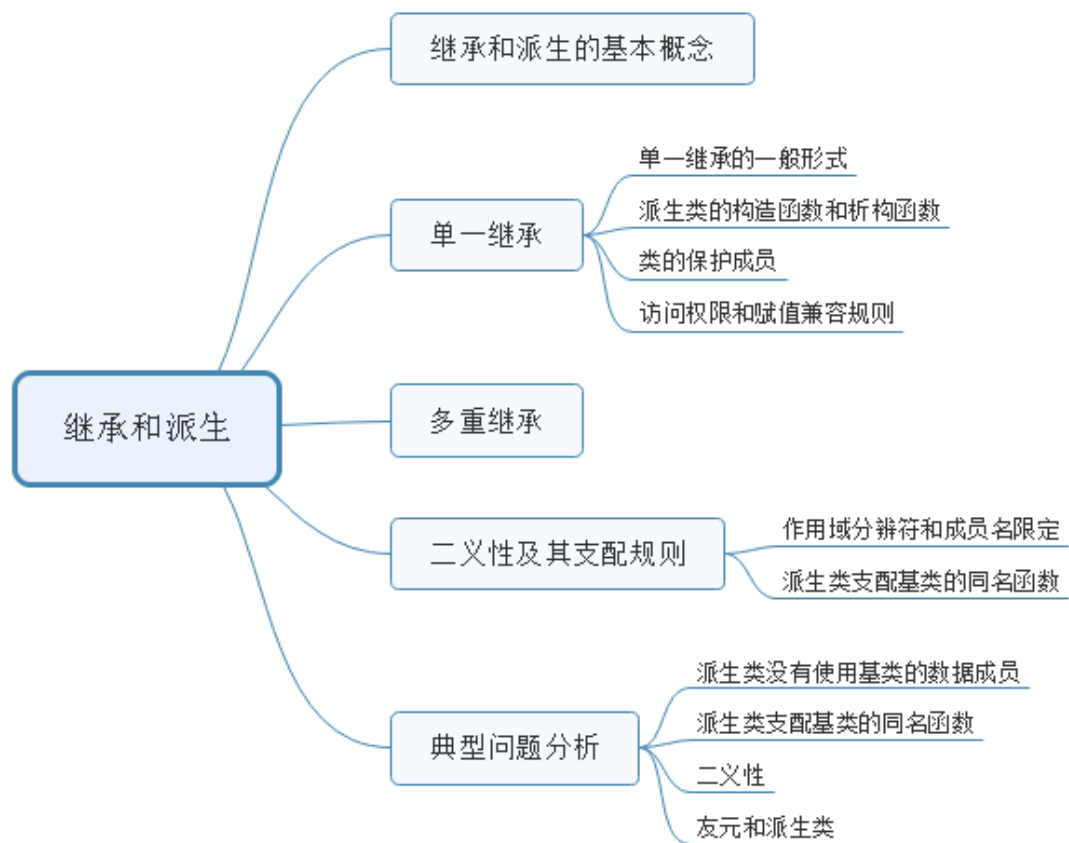 继承和派生的基本概念
单一继承的一般形式
派生类的构造函数和析构函数
单一继承
类的保护成员
访问权限和赋值兼容规则
继承和派生
多重继承
作用域分辨符和成员名限定
二义性及其支配规则
派生类支配基类的同名函数
派生类没有使用基类的数据成员
派生类支配基类的同名函数
典型问题分析
二义性
友元和派生类